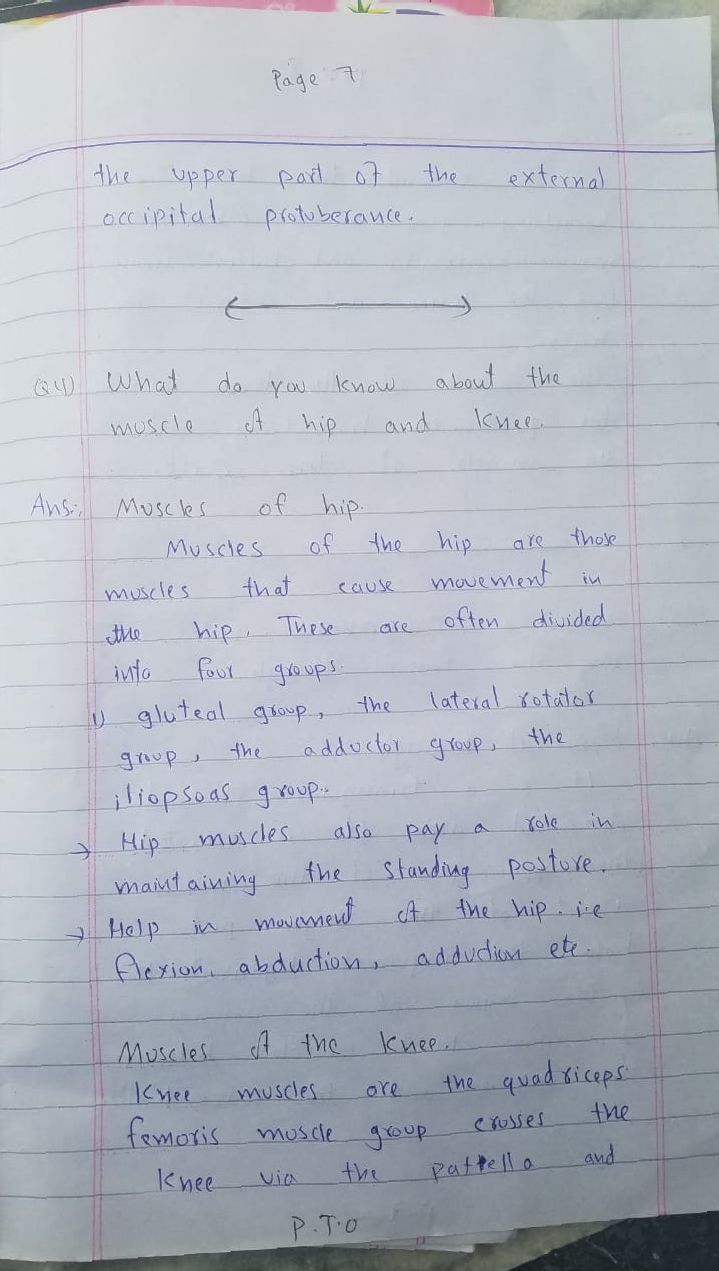 Page 7
the upper part of the external
occipital protuberance.
Q4) What do you know about the
muscle of hip and knee.
Ans:, Muscles of hip.
Muscles of the hip are those
muscles that cause movement in
the hip. These are often divided
into four groups.
1) gluteal group, the lateral rotator
group, the adductor group, the
iliopsoas group.
→ Hip muscles also pay a role in
maintaining the standing posture.
→ Help in movement of the hip. i.e
flexion, abduction, adduction etc.
Muscles of the knee.
Knee muscles are the quadriceps
femoris muscle group crosses the
knee via the pattella and
P.T.O